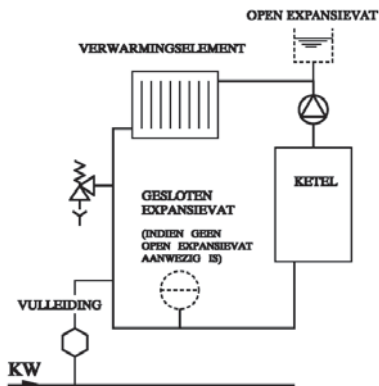 OPEN EXPANSIEVAT
VERWARMINGSELEMENT
KETEL
GESLOTEN
EXPANSIEVAT
(INDIEN GEEN
OPEN EXPANSIEVAT
AANWEZIG IS)
VULLEIDING
KW